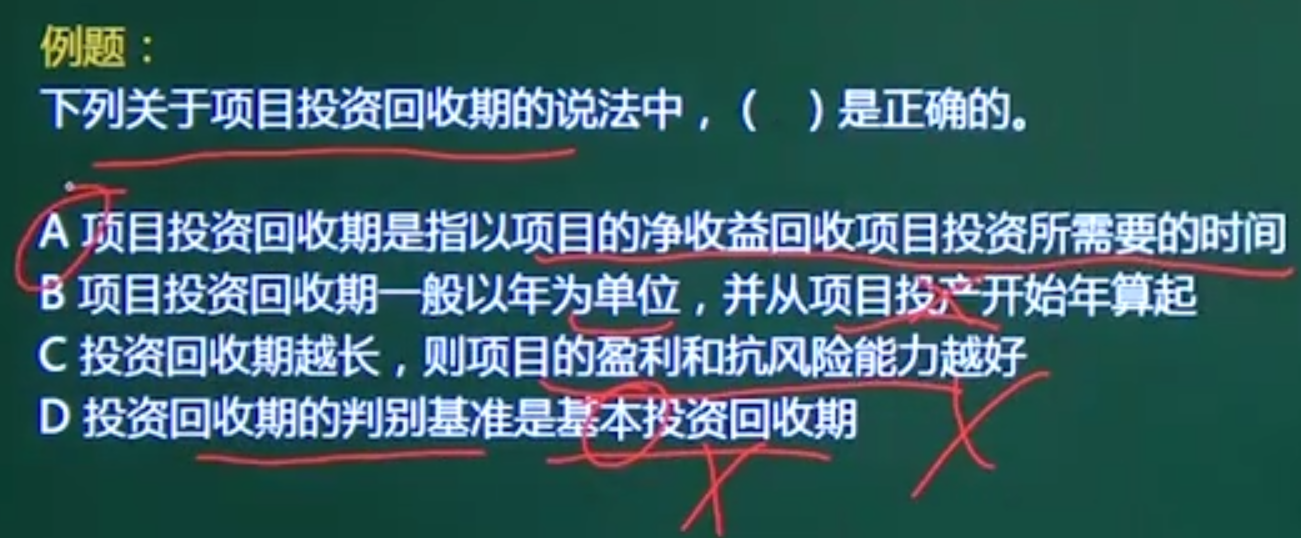 例题：
下列关于项目投资回收期的说法中，（ ）是正确的。
A 项目投资回收期是指以项目的净收益回收项目投资所需要的时间
B 项目投资回收期一般以年为单位，并从项目投产开始年算起
C 投资回收期越长，则项目的盈利和抗风险能力越好
D 投资回收期的判别基准是基本投资回收期